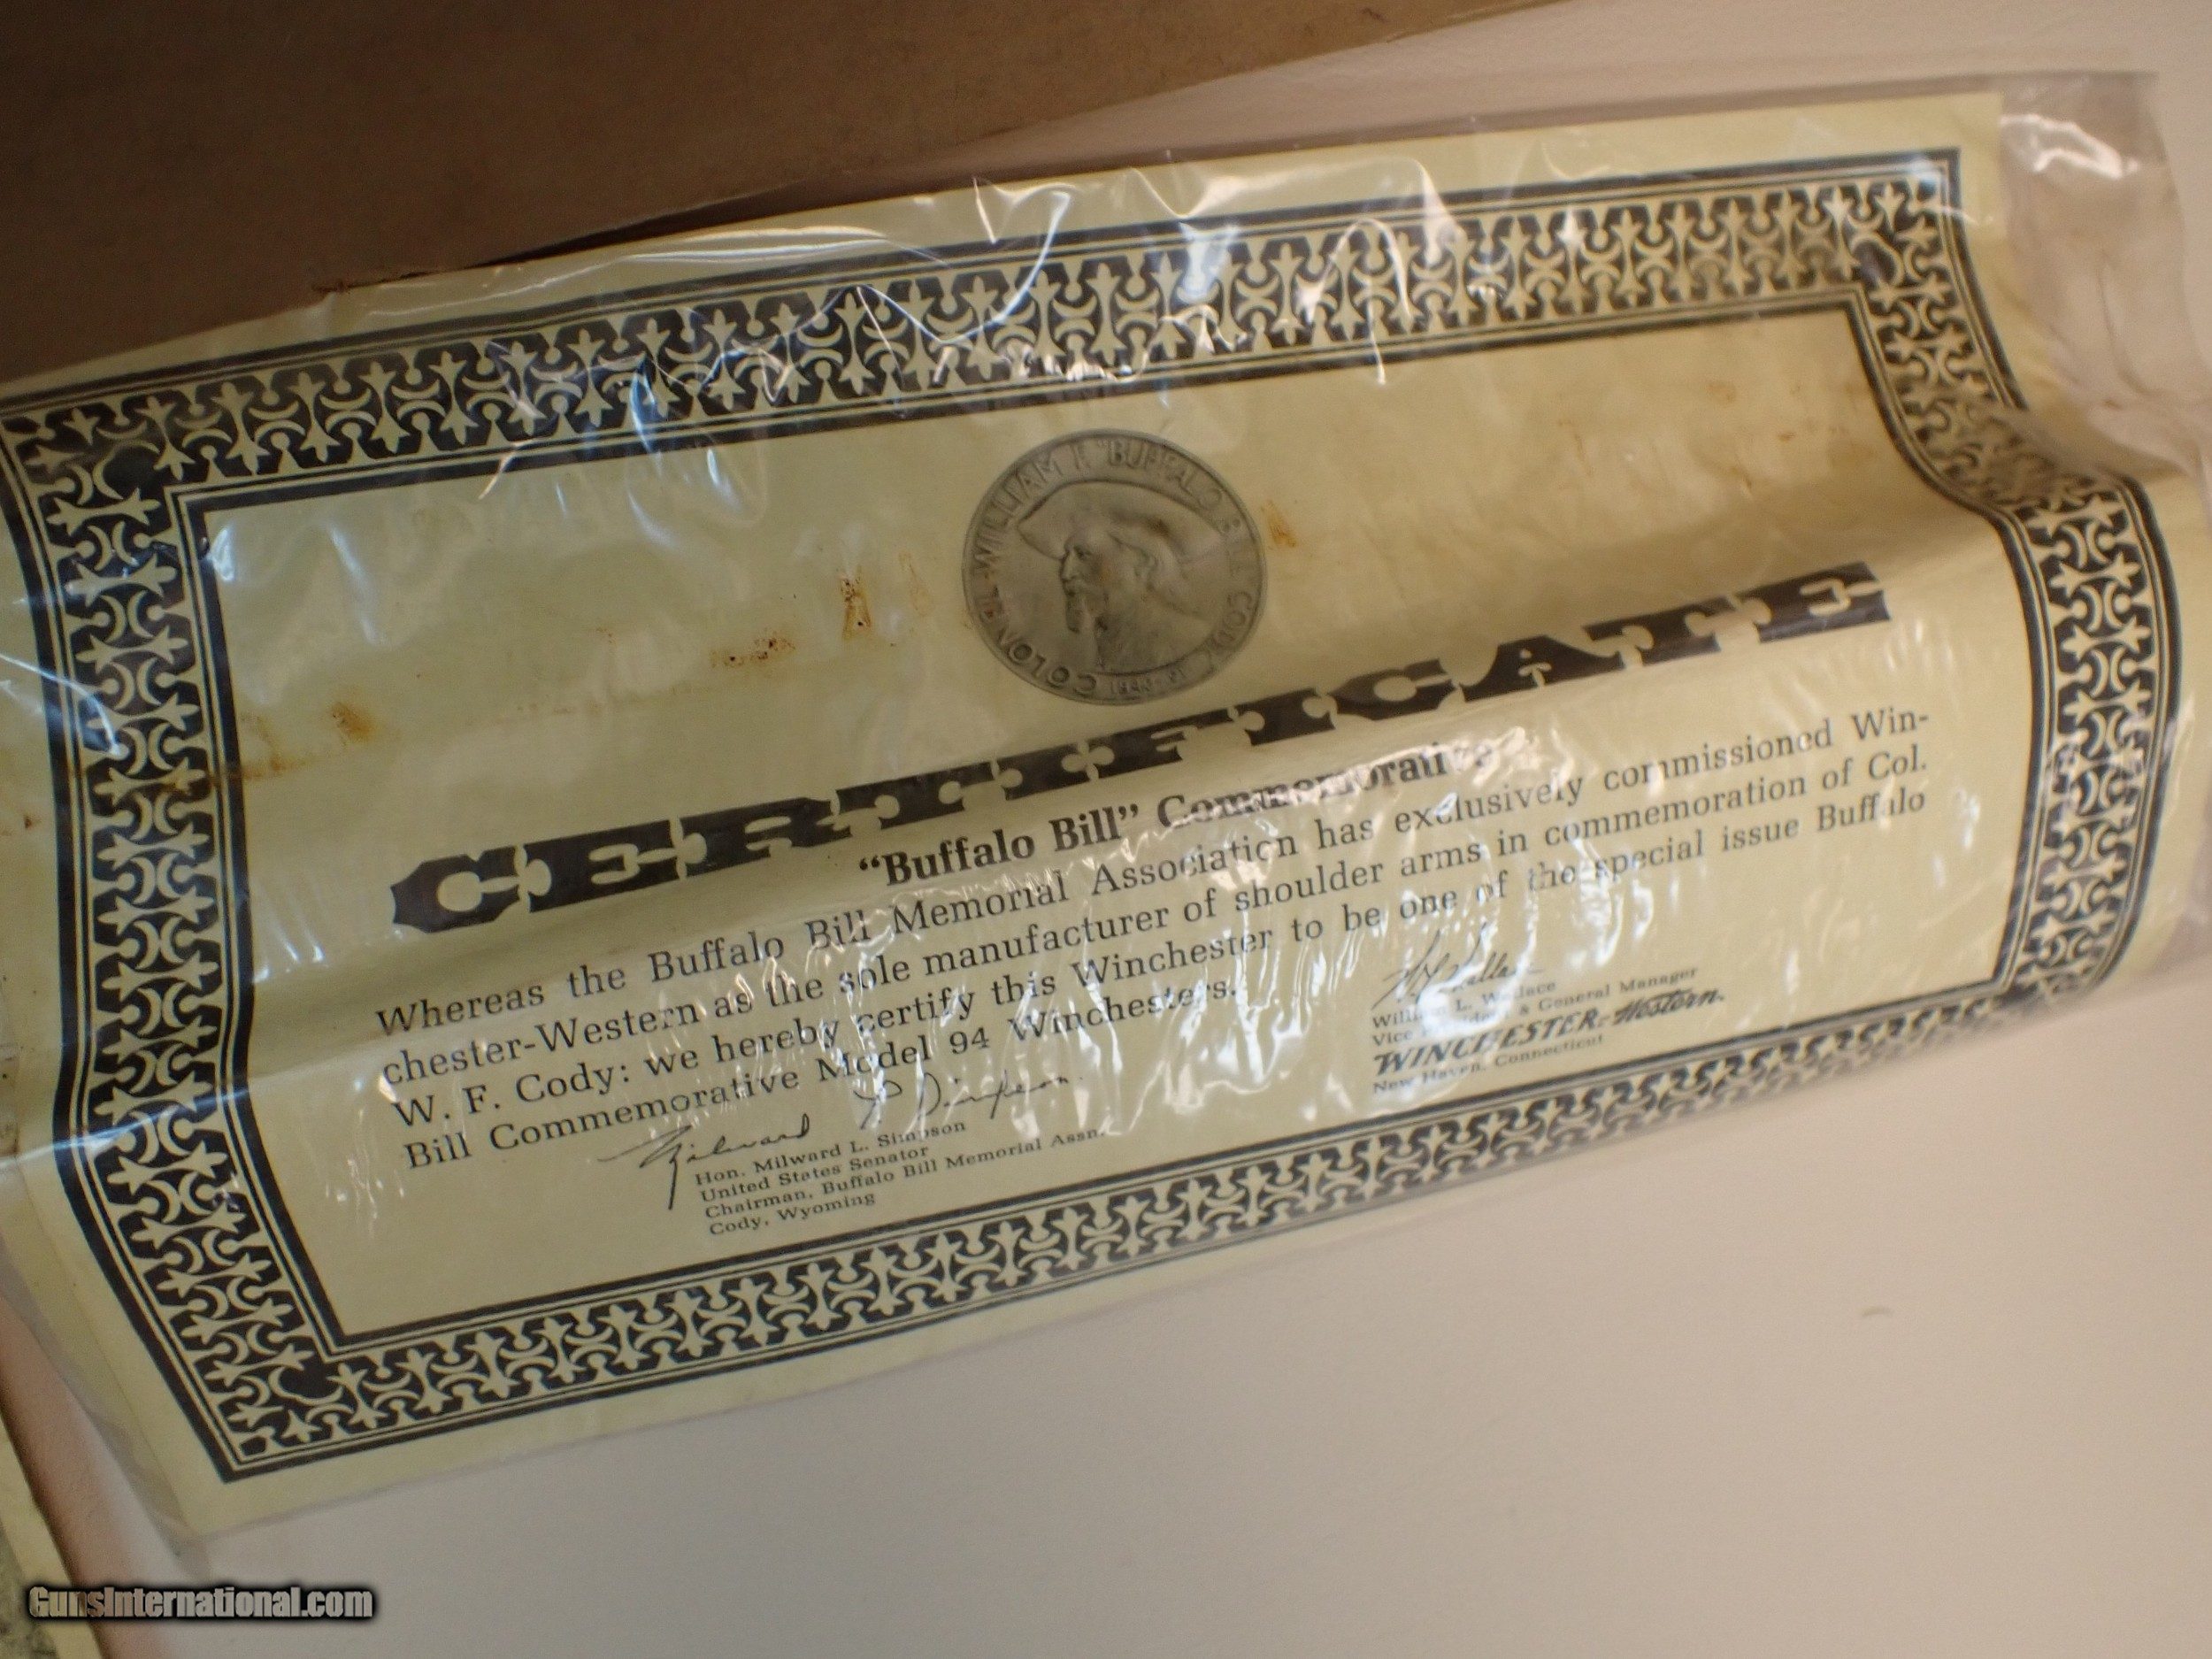 COLONEL WILLIAM F. "BUFFALO BILL" CODY
CERTIFICATE
“Buffalo Bill” Commemorative
Whereas the Buffalo Bill Memorial Association has exclusively commissioned Win-
chester-Western as the sole manufacturer of shoulder arms in commemoration of Col.
W. F. Cody: we hereby certify this Winchester to be one of the special issue Buffalo
Bill Commemorative Model 94 Winchesters.
Milward L. Simpson
Hon. Milward L. Simpson
United States Senator
Chairman, Buffalo Bill Memorial Assn.
Cody, Wyoming
William L. Wallace
Vice President & General Manager
WINCHESTER-Western.
New Haven, Connecticut
GunsInternational.com